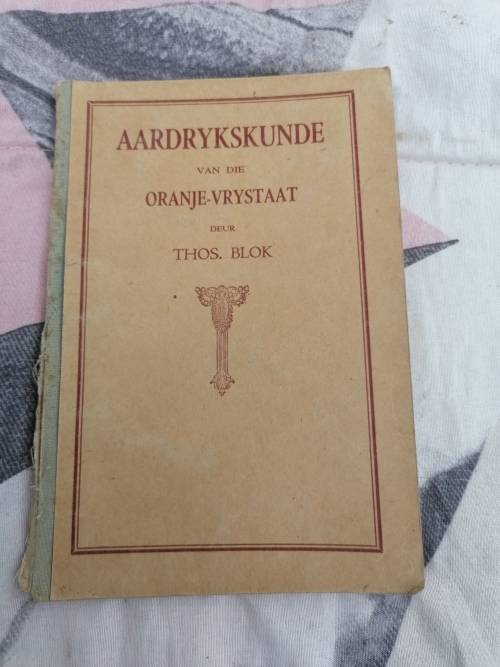 AARDRYKSKUNDE
VAN DIE
ORANJE-VRYSTAAT
DEUR
THOS. BLOK